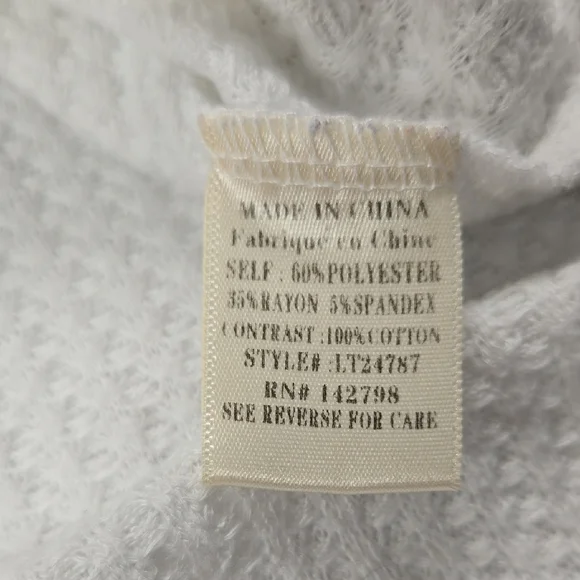 MADE IN CHINA
Fabrique en Chine
SELF : 60%POLYESTER
35%RAYON 5%SPANDEX
CONTRAST :100%COTTON
STYLE# :LT24787
RN# 142798
SEE REVERSE FOR CARE